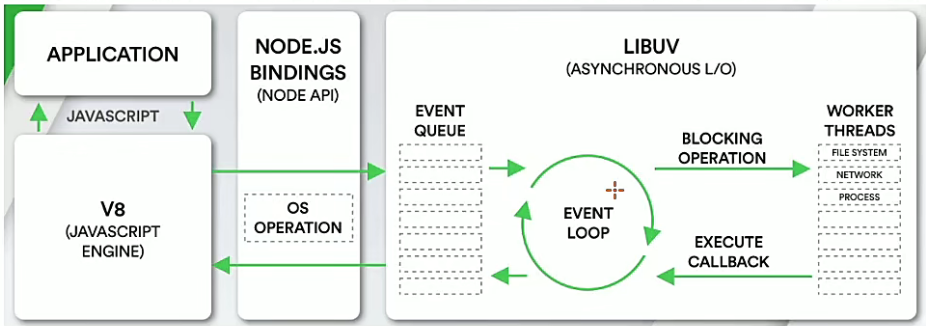 APPLICATION
JAVASCRIPT
V8
(JAVASCRIPT
ENGINE)
NODE.JS
BINDINGS
(NODE API)
OS
OPERATION
LIBUV
(ASYNCHRONOUS L/O)
EVENT
QUEUE
EVENT
LOOP
BLOCKING
OPERATION
EXECUTE
CALLBACK
WORKER
THREADS
FILE SYSTEM
NETWORK
PROCESS